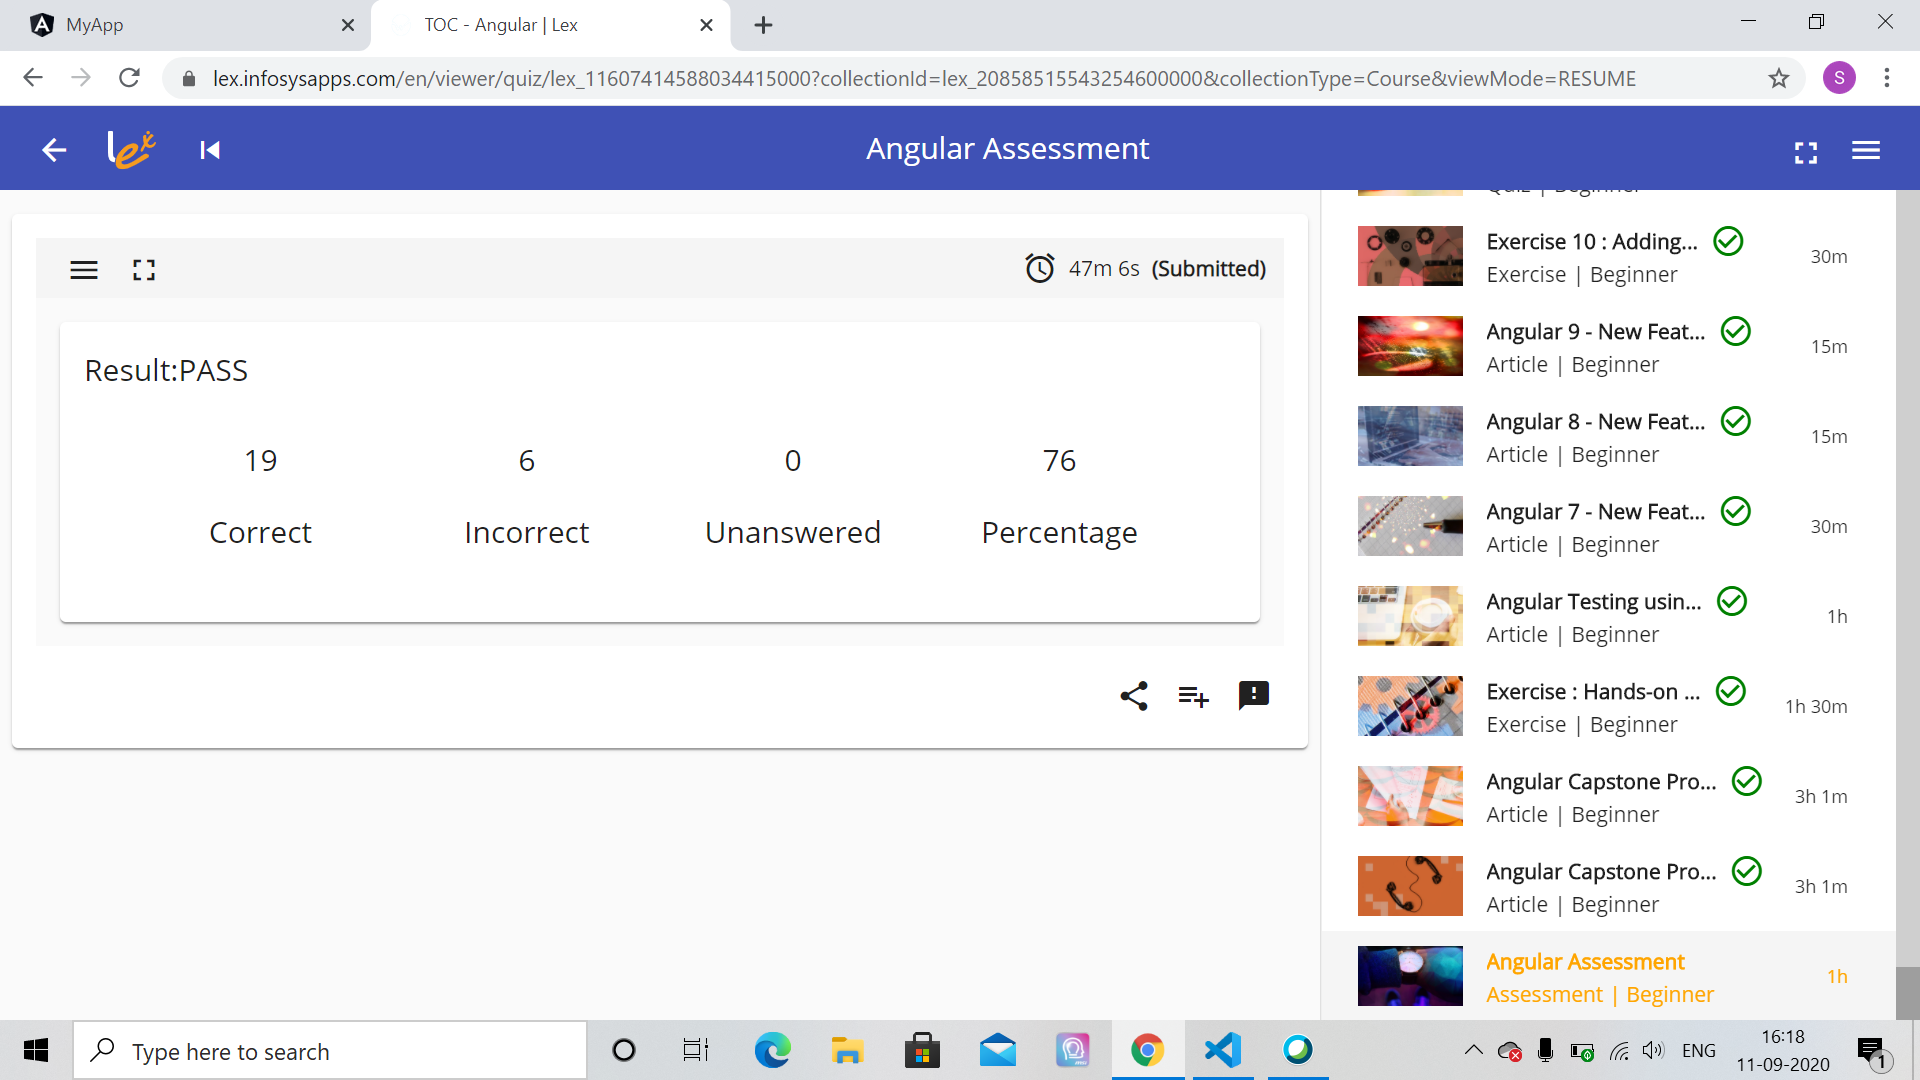 MyApp
TOC - Angular | Lex
lex.infosysapps.com/en/viewer/quiz/lex_11607414588034415000?collectionId=lex_20858515543254600000&collectionType=Course&viewMode=RESUME
S
lex
Angular Assessment
47m 6s (Submitted)
Result:PASS
19 6 0 76
Correct Incorrect Unanswered Percentage
Quiz | Beginner
Exercise 10 : Adding...
Exercise | Beginner
30m
Angular 9 - New Feat...
Article | Beginner
15m
Angular 8 - New Feat...
Article | Beginner
15m
Angular 7 - New Feat...
Article | Beginner
30m
Angular Testing usin...
Article | Beginner
1h
Exercise : Hands-on ...
Exercise | Beginner
1h 30m
Angular Capstone Pro...
Article | Beginner
3h 1m
Angular Capstone Pro...
Article | Beginner
3h 1m
Angular Assessment
Assessment | Beginner
1h
Type here to search
ENG
16:18
11-09-2020
1